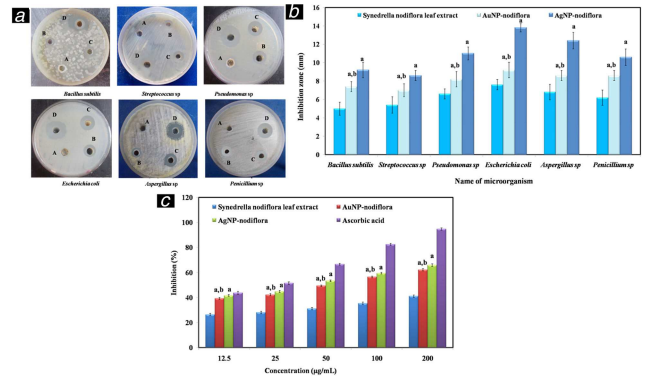 a
D
B
C
A
Bacillus subtilis
A
B
D
C
Streptococcus sp
C
D
A
B
Pseudomonas sp
D
C
A
B
Escherichia coli
A
D
B
C
Aspergillus sp
A
D
B
C
Penicillium sp
b
Synedrella nodiflora leaf extract
AuNP-nodiflora
AgNP-nodiflora
Inhibition zone (mm)
16
14
12
10
8
6
4
2
0
a,b a
a,b a
a,b a
a,b a
a,b a
a,b a
Bacillus subtilis Streptococcus sp Pseudomonas sp Escherichia coli Aspergillus sp Penicillium sp
Name of microorganism
c
Synedrella nodiflora leaf extract
AuNP-nodiflora
AgNP-nodiflora
Ascorbic acid
Inhibition (%)
120
100
80
60
40
20
0
a,b a
a,b a
a,b a
a,b a
a,b a
12.5 25 50 100 200
Concentration (µg/mL)